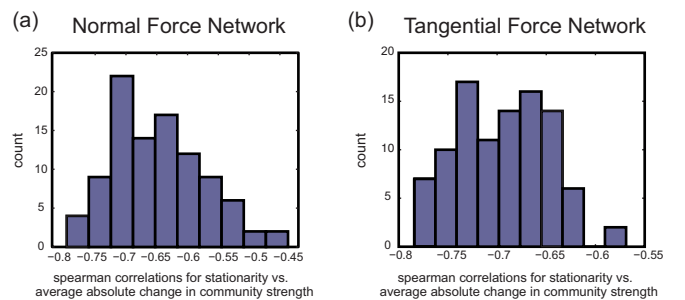 (a) Normal Force Network
25
20
15
10
5
0
count
−0.8 −0.75 −0.7 −0.65 −0.6 −0.55 −0.5 −0.45
spearman correlations for stationarity vs.
average absolute change in community strength
(b) Tangential Force Network
20
15
10
5
0
count
−0.8 −0.75 −0.7 −0.65 −0.6 −0.55
spearman correlations for stationarity vs.
average absolute change in community strength